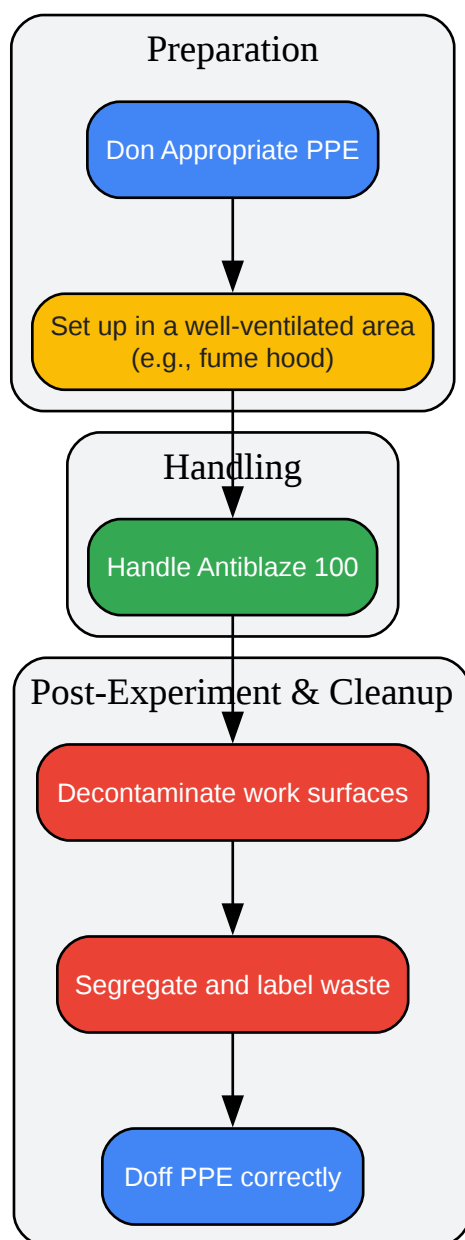 Preparation
Don Appropriate PPE
Set up in a well-ventilated area
(e.g., fume hood)
Handling
Handle Antiblaze 100
Post-Experiment & Cleanup
Decontaminate work surfaces
Segregate and label waste
Doff PPE correctly